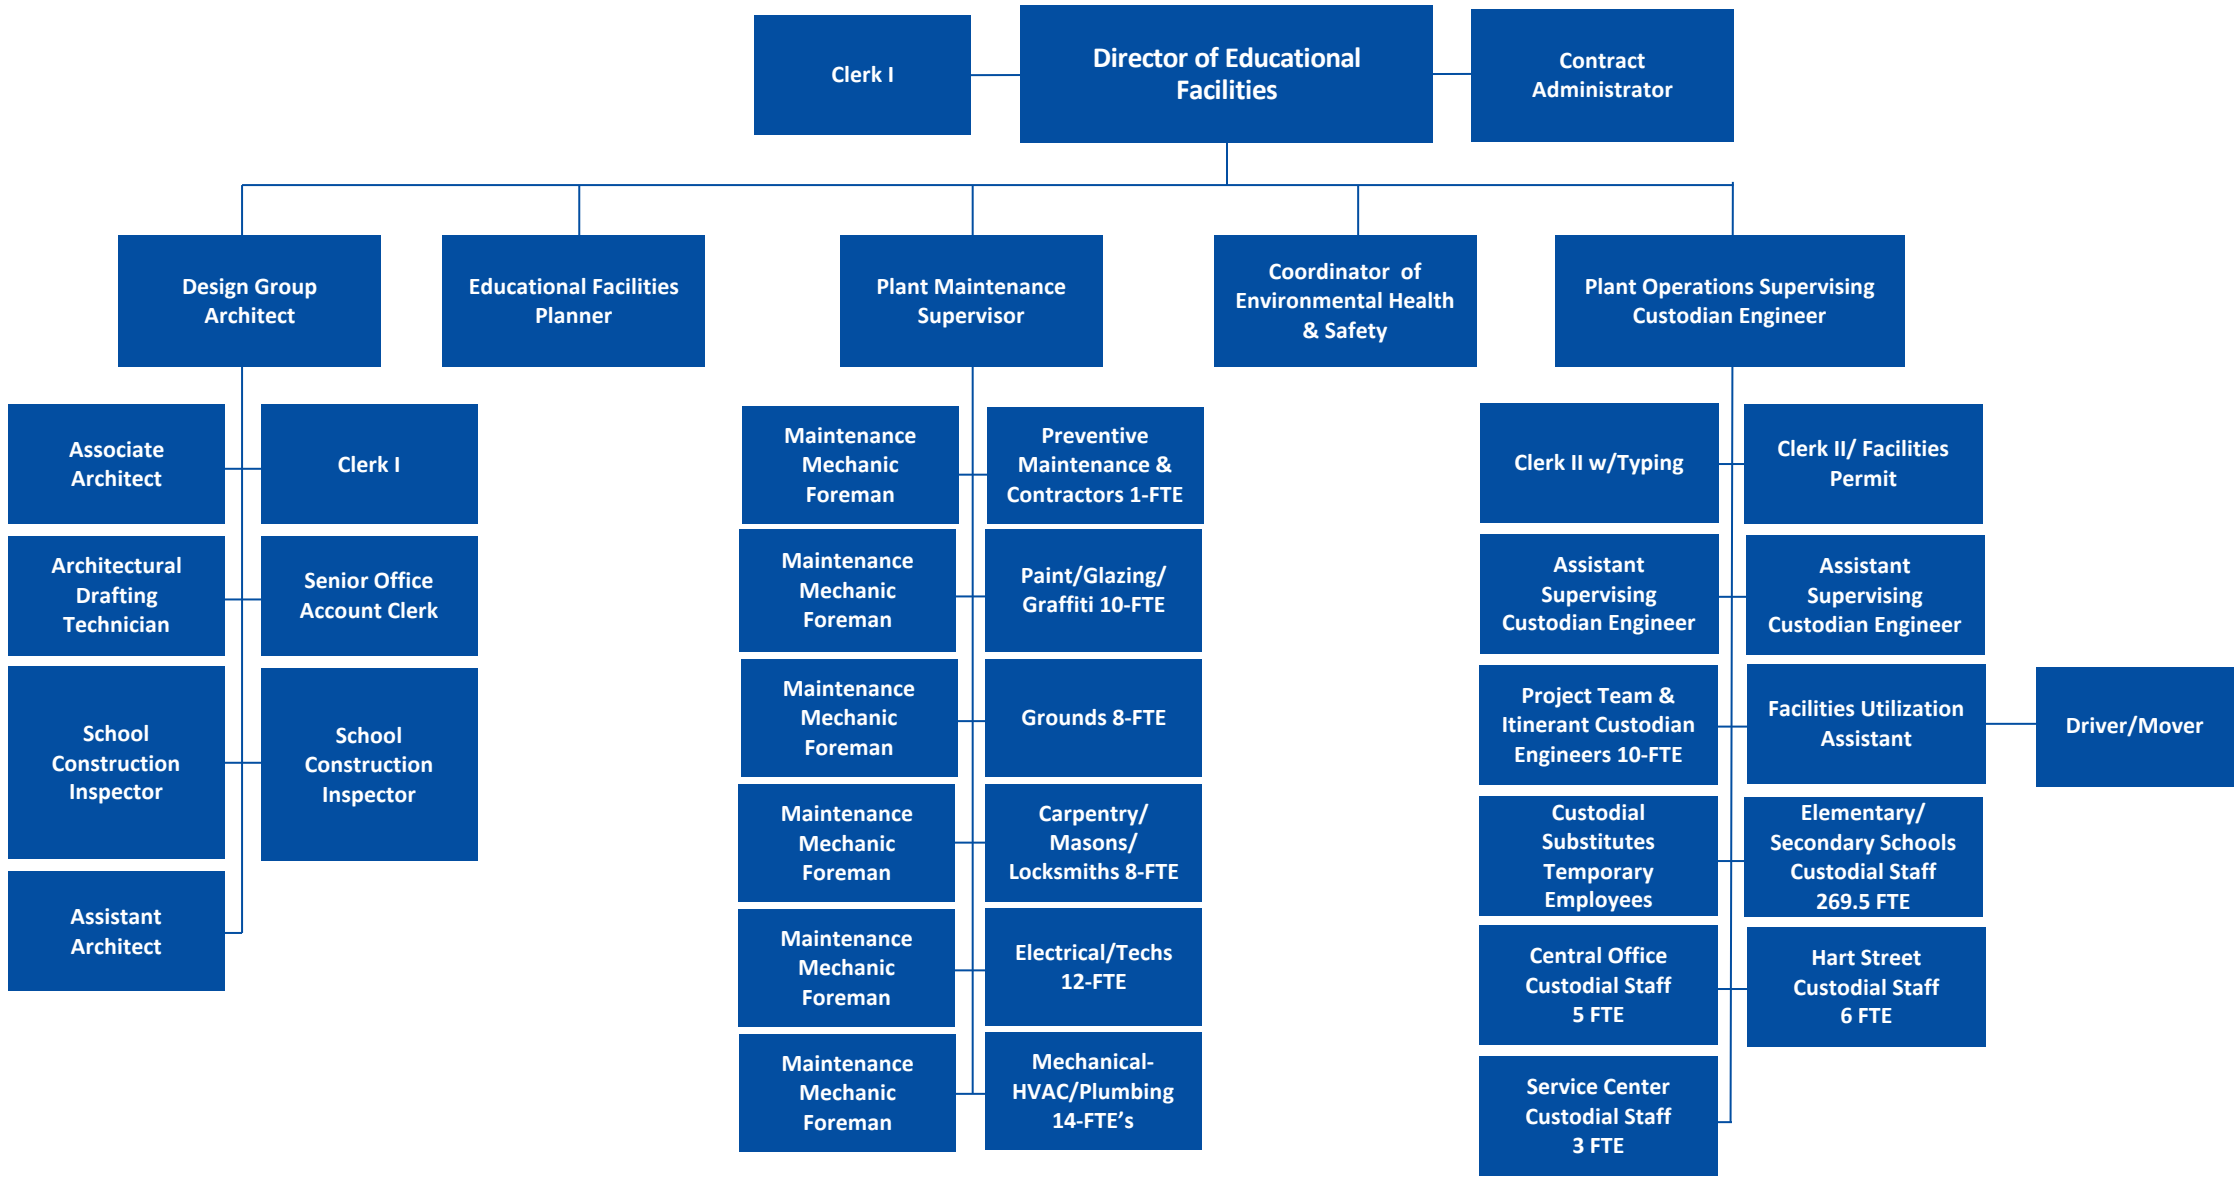 Clerk I
Director of Educational
Facilities
Contract
Administrator
Design Group
Architect
Educational Facilities
Planner
Plant Maintenance
Supervisor
Coordinator of
Environmental Health
& Safety
Plant Operations Supervising
Custodian Engineer
Associate
Architect
Clerk I
Architectural
Drafting
Technician
Senior Office
Account Clerk
School
Construction
Inspector
School
Construction
Inspector
Assistant
Architect
Maintenance
Mechanic
Foreman
Preventive
Maintenance &
Contractors 1-FTE
Maintenance
Mechanic
Foreman
Paint/Glazing/
Graffiti 10-FTE
Maintenance
Mechanic
Foreman
Grounds 8-FTE
Maintenance
Mechanic
Foreman
Carpentry/
Masons/
Locksmiths 8-FTE
Maintenance
Mechanic
Foreman
Electrical/Techs
12-FTE
Maintenance
Mechanic
Foreman
Mechanical-
HVAC/Plumbing
14-FTE’s
Clerk II w/Typing
Clerk II/ Facilities
Permit
Assistant
Supervising
Custodian Engineer
Assistant
Supervising
Custodian Engineer
Project Team &
Itinerant Custodian
Engineers 10-FTE
Facilities Utilization
Assistant
Driver/Mover
Custodial
Substitutes
Temporary
Employees
Elementary/
Secondary Schools
Custodial Staff
269.5 FTE
Central Office
Custodial Staff
5 FTE
Hart Street
Custodial Staff
6 FTE
Service Center
Custodial Staff
3 FTE